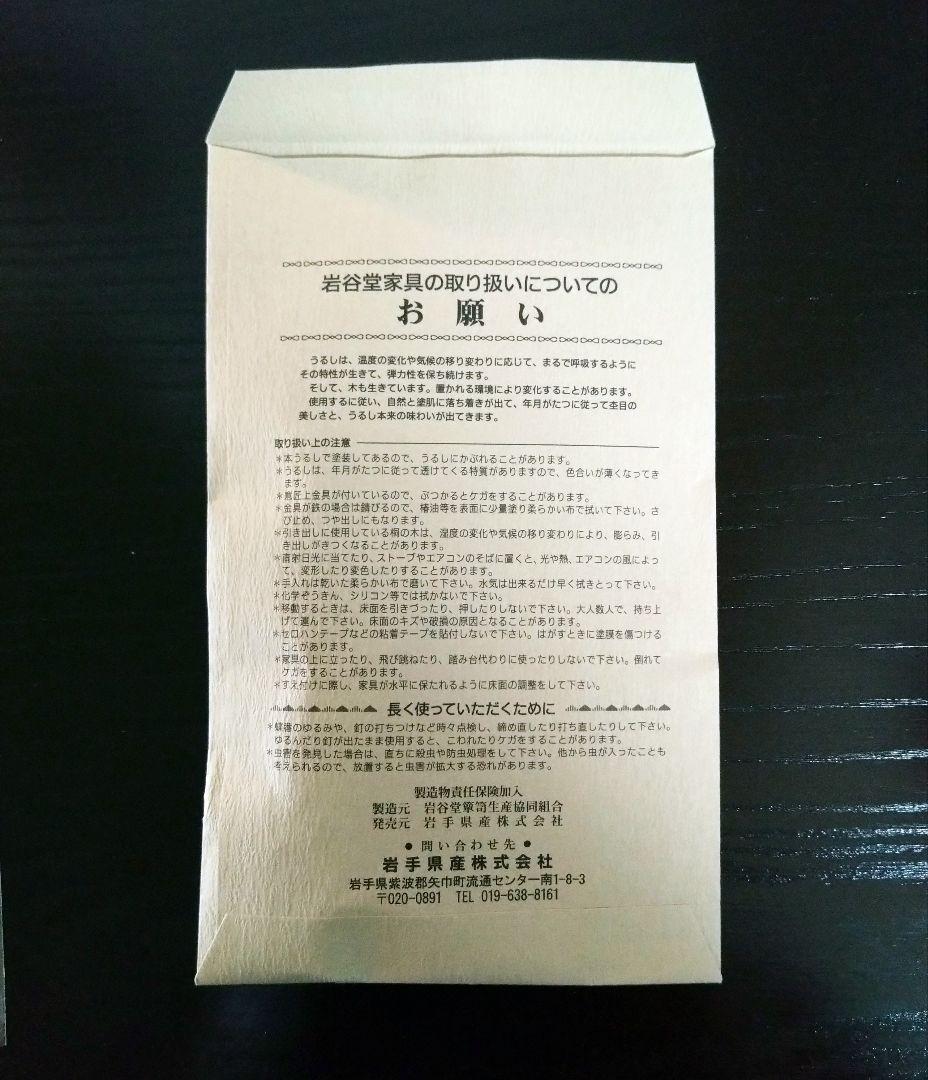 岩谷堂家具の取り扱いについての
お願い
うるしは、温度の変化や気候の移り変わりに応じて、まるで呼吸するように
その特性が生きて、弾力性を保ち続けます。
そして、木も生きています。置かれる環境により変化することがあります。
使用するに従い、自然と塗肌に落ち着きが出て、年月がたつに従って杢目の
美しさと、うるし本来の味わいが出てきます。
取り扱い上の注意
＊本うるしで塗装してあるので、うるしにかぶれることがあります。
＊うるしは、年月がたつに従って透けてくる特質がありますので、色合いが薄くなってき
ます。
＊意匠上金具が付いているので、ぶつかるとケガをすることがあります。
＊金具が鉄の場合は錆びるので、椿油等を表面に少量塗り柔らかい布で拭いて下さい。さ
び止め、つや出しにもなります。
＊引き出しに使用している桐の木は、湿度の変化や気候の移り変わりにより、膨らみ、引
き出しがきつくなることがあります。
＊直射日光に当てたり、ストーブやエアコンのそばに置くと、光や熱、エアコンの風によっ
て、変形したり変色したりすることがあります。
＊手入れは乾いた柔らかい布で磨いて下さい。水気は出来るだけ早く拭きとって下さい。
＊化学ぞうきん、シリコン等では拭かないで下さい。
＊移動するときは、床面を引きづったり、押したりしないで下さい。大人数人で、持ち上
げて運んで下さい。床面のキズや破損の原因となることがあります。
＊セロハンテープなどの粘着テープを貼付しないで下さい。はがすときに塗膜を傷つける
ことがあります。
＊家具の上に立ったり、飛び跳ねたり、踏み台代わりに使ったりしないで下さい。倒れて
ケガをすることがあります。
＊すえ付けに際し、家具が水平に保たれるように床面の調整をして下さい。
長く使っていただくために
＊蝶番のゆるみや、釘の打ちつけなど時々点検し、締め直したり打ち直したりして下さい。
ゆるんだり釘が出たまま使用すると、こわれたりケガをすることがあります。
＊虫害を発見した場合は、直ちに殺虫や防虫処理をして下さい。他から虫が入ったことも
考えられるので、放置すると虫害が拡大する恐れがあります。
製造物責任保険加入
製造元 岩谷堂簞笥生産協同組合
発売元 岩手県産株式会社
●問い合わせ先●
岩手県産株式会社
岩手県紫波郡矢巾町流通センター南1-8-3
〒020-0891 TEL 019-638-8161